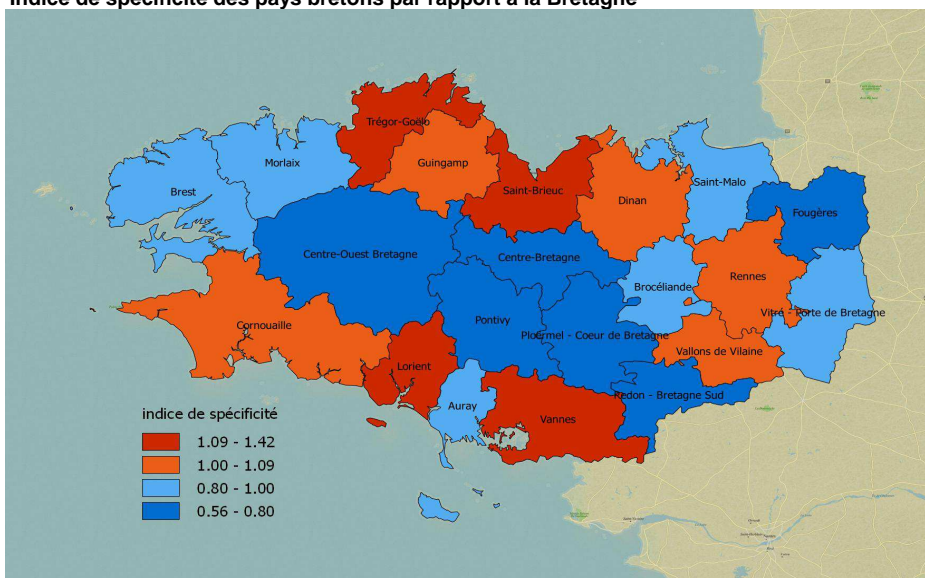 Indice de spécificité des pays bretons par rapport à la Bretagne
Trégor-Goëlo
Morlaix
Guingamp
Brest
Saint-Brieuc
Saint-Malo
Dinan
Fougères
Centre-Ouest Bretagne
Centre-Bretagne
Rennes
Brocéliande
Vitré - Porte de Bretagne
Pontivy
Cornouaille
Ploërmel - Coeur de Bretagne
Vallons de Vilaine
Lorient
Redon - Bretagne Sud
Auray
Vannes
indice de spécificité
1.09 - 1.42
1.00 - 1.09
0.80 - 1.00
0.56 - 0.80